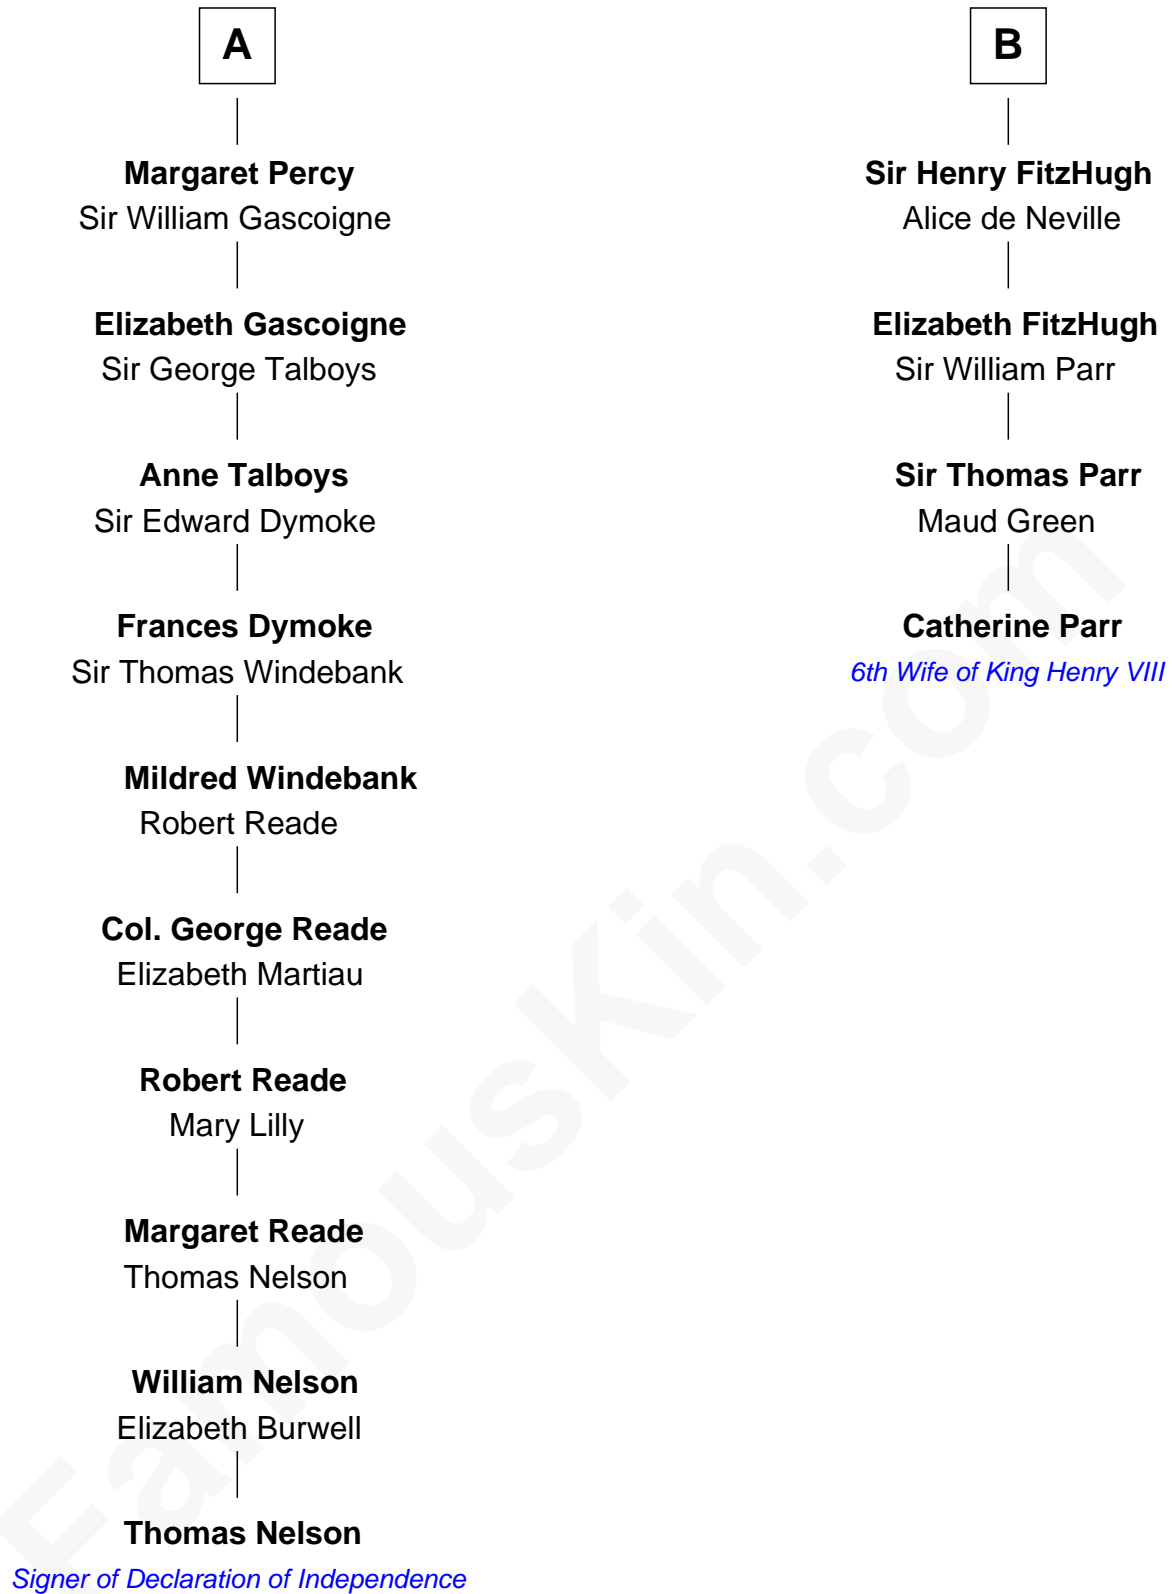 A
Margaret Percy
Sir William Gascoigne
Elizabeth Gascoigne
Sir George Talboys
Anne Talboys
Sir Edward Dymoke
Frances Dymoke
Sir Thomas Windebank
Mildred Windebank
Robert Reade
Col. George Reade
Elizabeth Martiau
Robert Reade
Mary Lilly
Margaret Reade
Thomas Nelson
William Nelson
Elizabeth Burwell
Thomas Nelson
Signer of Declaration of Independence
B
Sir Henry FitzHugh
Alice de Neville
Elizabeth FitzHugh
Sir William Parr
Sir Thomas Parr
Maud Green
Catherine Parr
6th Wife of King Henry VIII
FamousKin.com